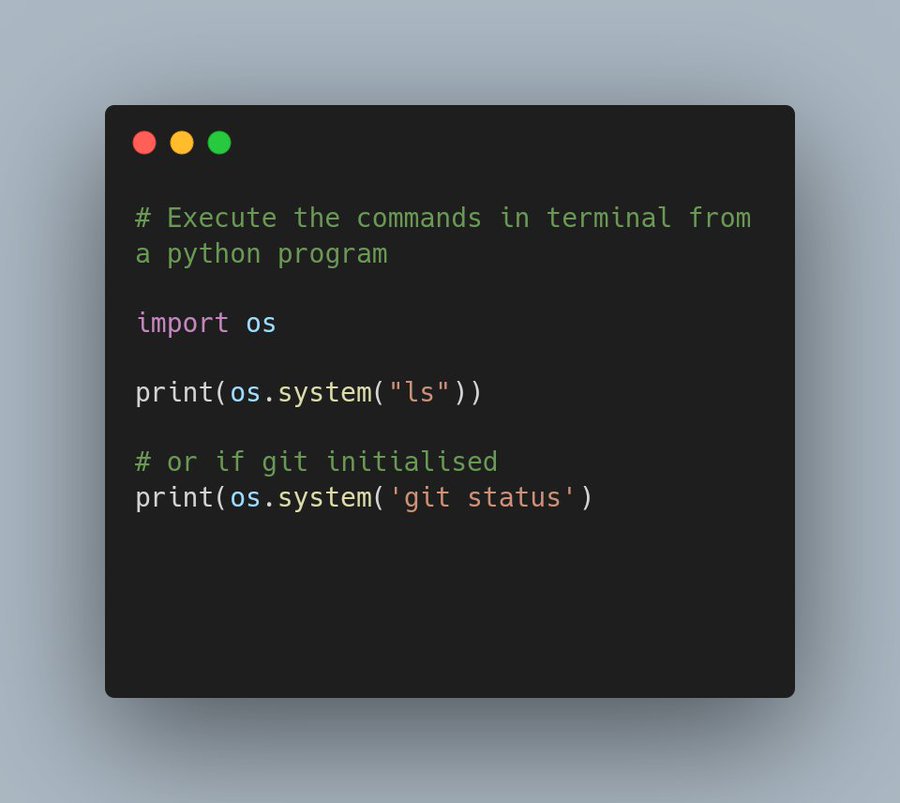 # Execute the commands in terminal from
a python program
import os
print(os.system("ls"))
# or if git initialised
print(os.system('git status')